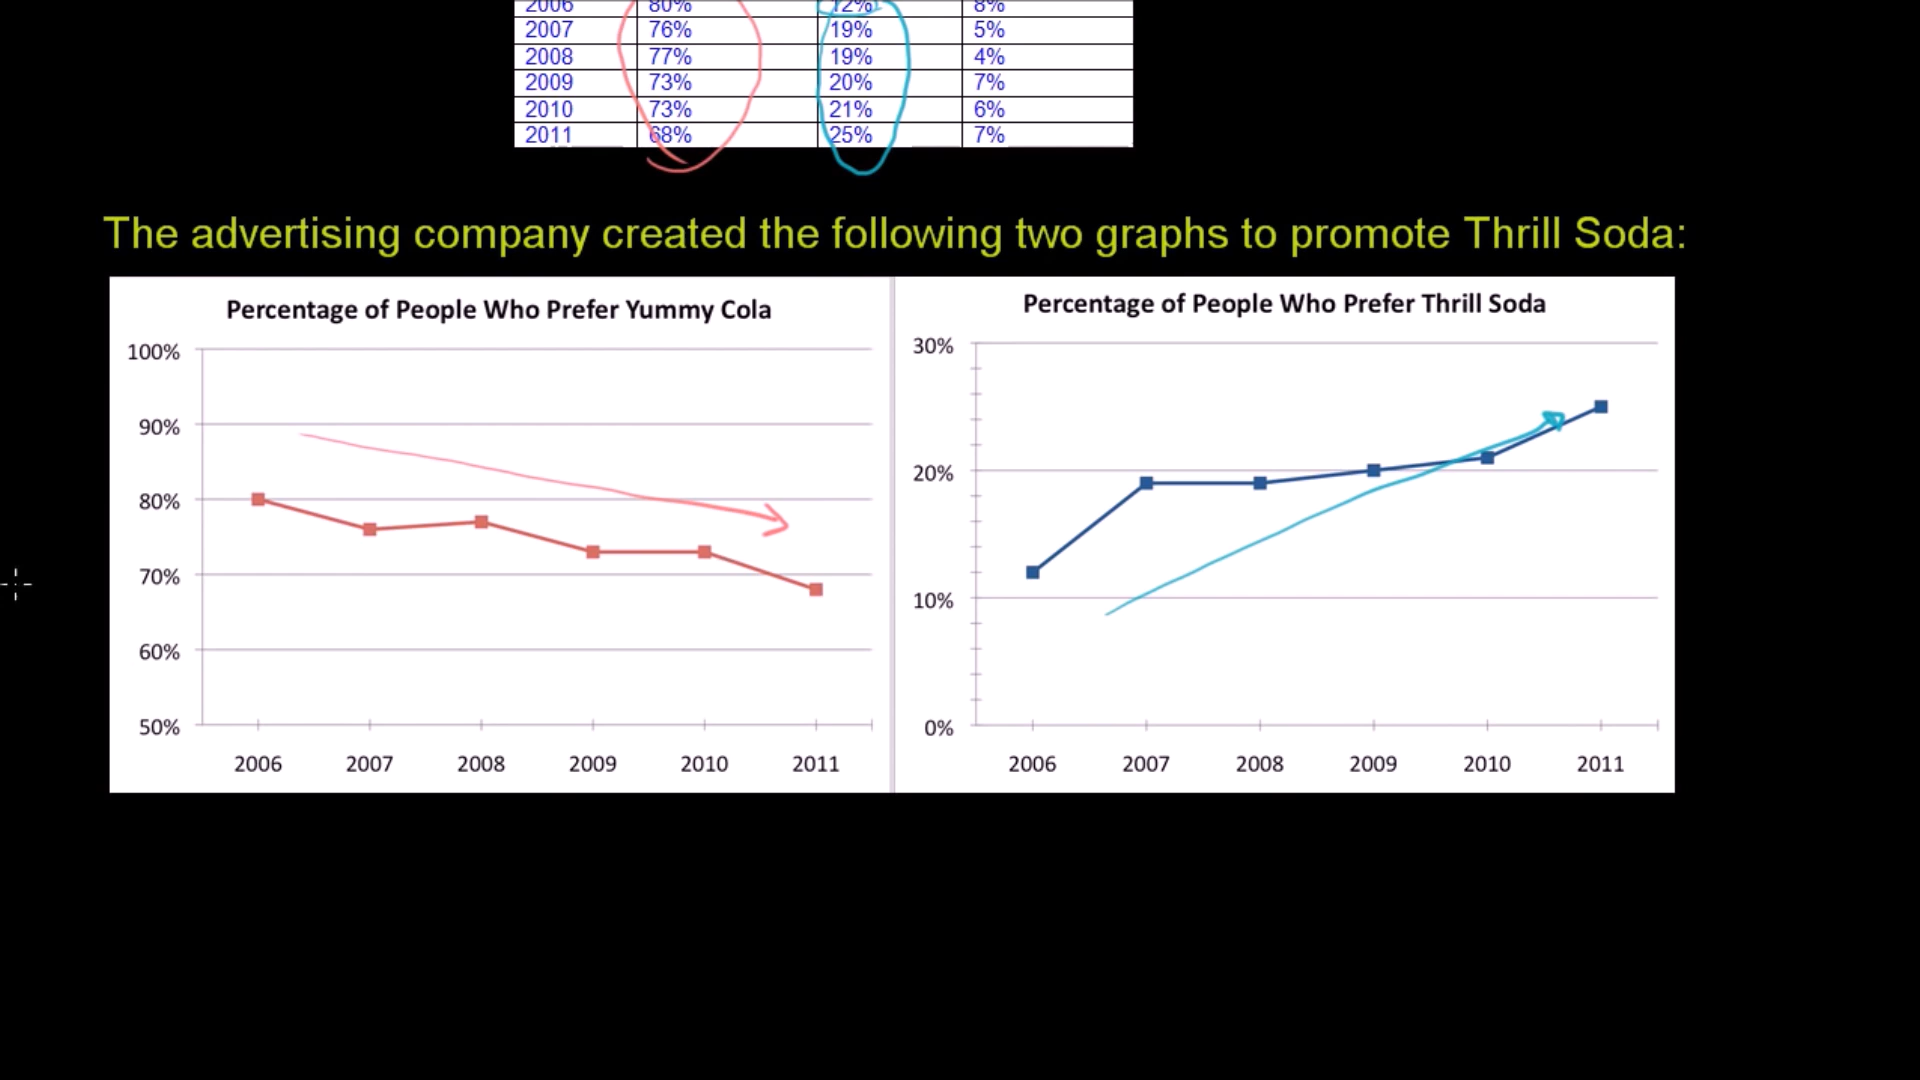 2006 80% 12% 8%
2007 76% 19% 5%
2008 77% 19% 4%
2009 73% 20% 7%
2010 73% 21% 6%
2011 68% 25% 7%
The advertising company created the following two graphs to promote Thrill Soda:
Percentage of People Who Prefer Yummy Cola
100%
90%
80%
70%
60%
50%
2006 2007 2008 2009 2010 2011
Percentage of People Who Prefer Thrill Soda
30%
20%
10%
0%
2006 2007 2008 2009 2010 2011